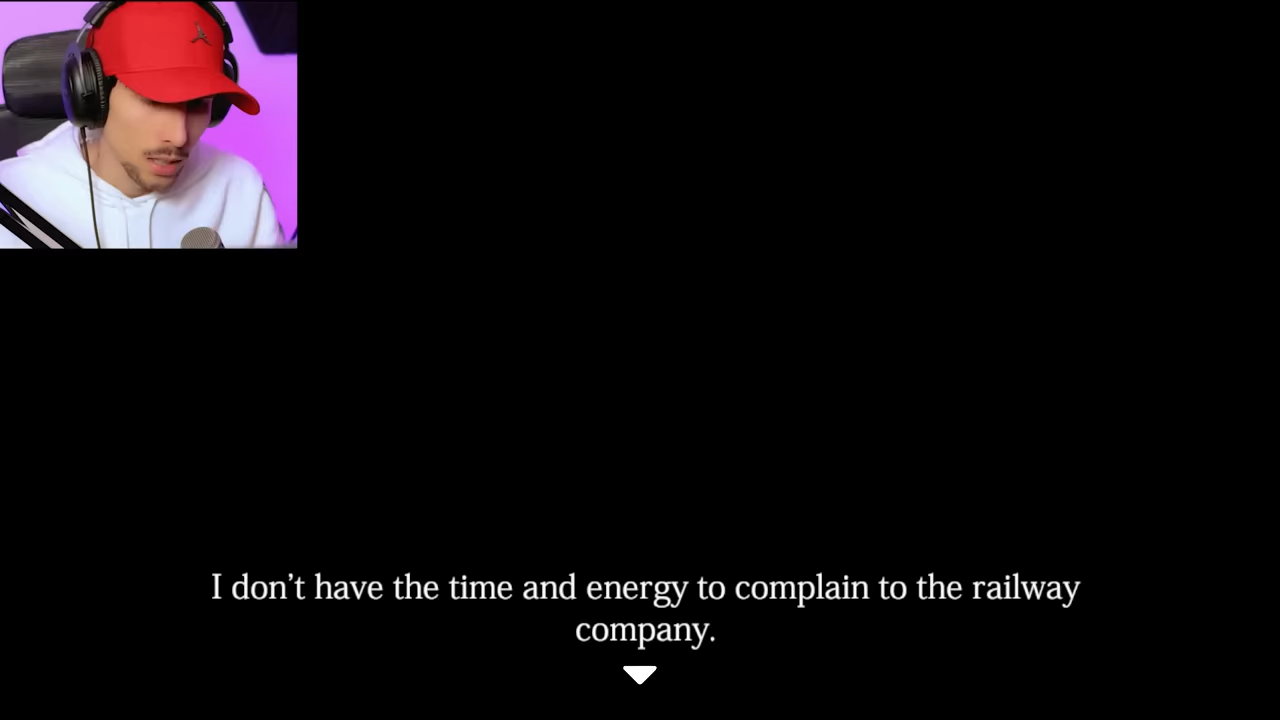 I don’t have the time and energy to complain to the railway
company.